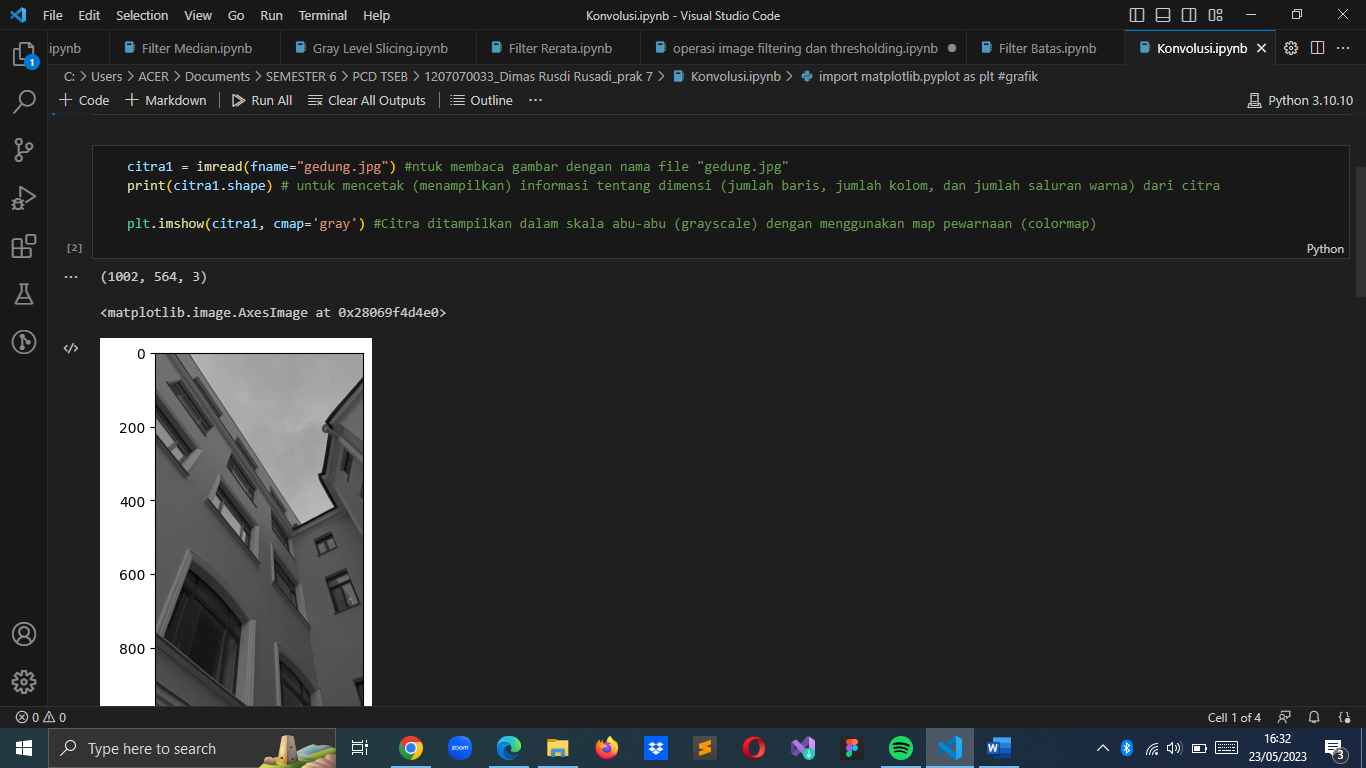 File Edit Selection View Go Run Terminal Help Konvolusi.ipynb - Visual Studio Code
ipynb Filter Median.ipynb Gray Level Slicing.ipynb Filter Rerata.ipynb operasi image filtering dan thresholding.ipynb Filter Batas.ipynb Konvolusi.ipynb
C: > Users > ACER > Documents > SEMESTER 6 > PCD TSEB > 1207070033_Dimas Rusdi Rusadi_prak 7 > Konvolusi.ipynb > import matplotlib.pyplot as plt #grafik
+ Code + Markdown Run All Clear All Outputs Outline ... Python 3.10.10
citra1 = imread(fname="gedung.jpg") #ntuk membaca gambar dengan nama file "gedung.jpg"
print(citra1.shape) # untuk mencetak (menampilkan) informasi tentang dimensi (jumlah baris, jumlah kolom, dan jumlah saluran warna) dari citra
plt.imshow(citra1, cmap='gray') #Citra ditampilkan dalam skala abu-abu (grayscale) dengan menggunakan map pewarnaan (colormap)
[2]
Python
... (1002, 564, 3)
<matplotlib.image.AxesImage at 0x28069f4d4e0>
0
200
400
600
800
1
0 0 Cell 1 of 4
Type here to search
zoom
16:32
23/05/2023
3